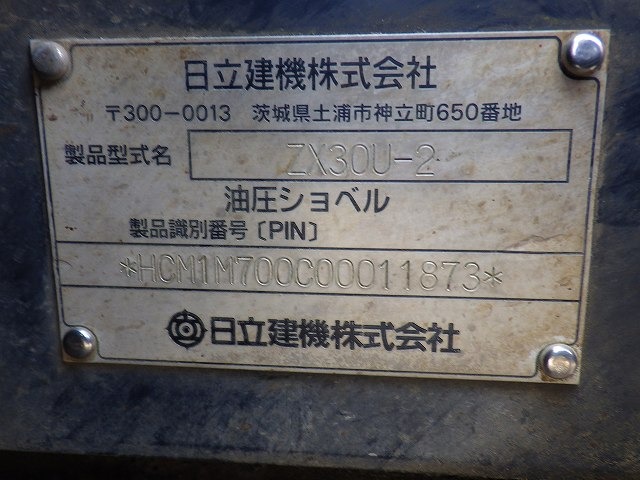 日立建機株式会社
〒300-0013 茨城県土浦市神立町650番地
製品型式名 ZX30U-2
油圧ショベル
製品識別番号〔PIN〕
*HCM1M700C00011873*
日立建機株式会社